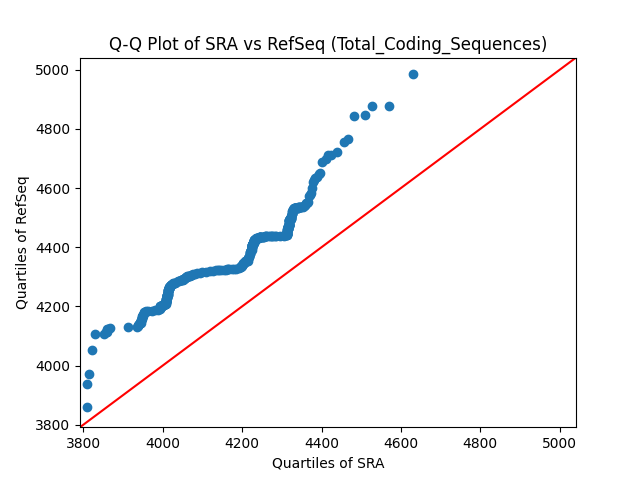 Q-Q Plot of SRA vs RefSeq (Total_Coding_Sequences)
Quartiles of RefSeq
5000
4800
4600
4400
4200
4000
3800
3800 4000 4200 4400 4600 4800 5000
Quartiles of SRA